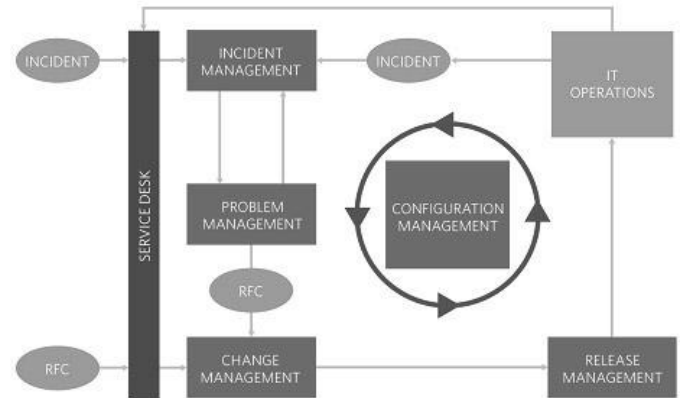 INCIDENT
SERVICE DESK
INCIDENT
MANAGEMENT
INCIDENT
IT
OPERATIONS
PROBLEM
MANAGEMENT
CONFIGURATION
MANAGEMENT
RFC
RFC
CHANGE
MANAGEMENT
RELEASE
MANAGEMENT